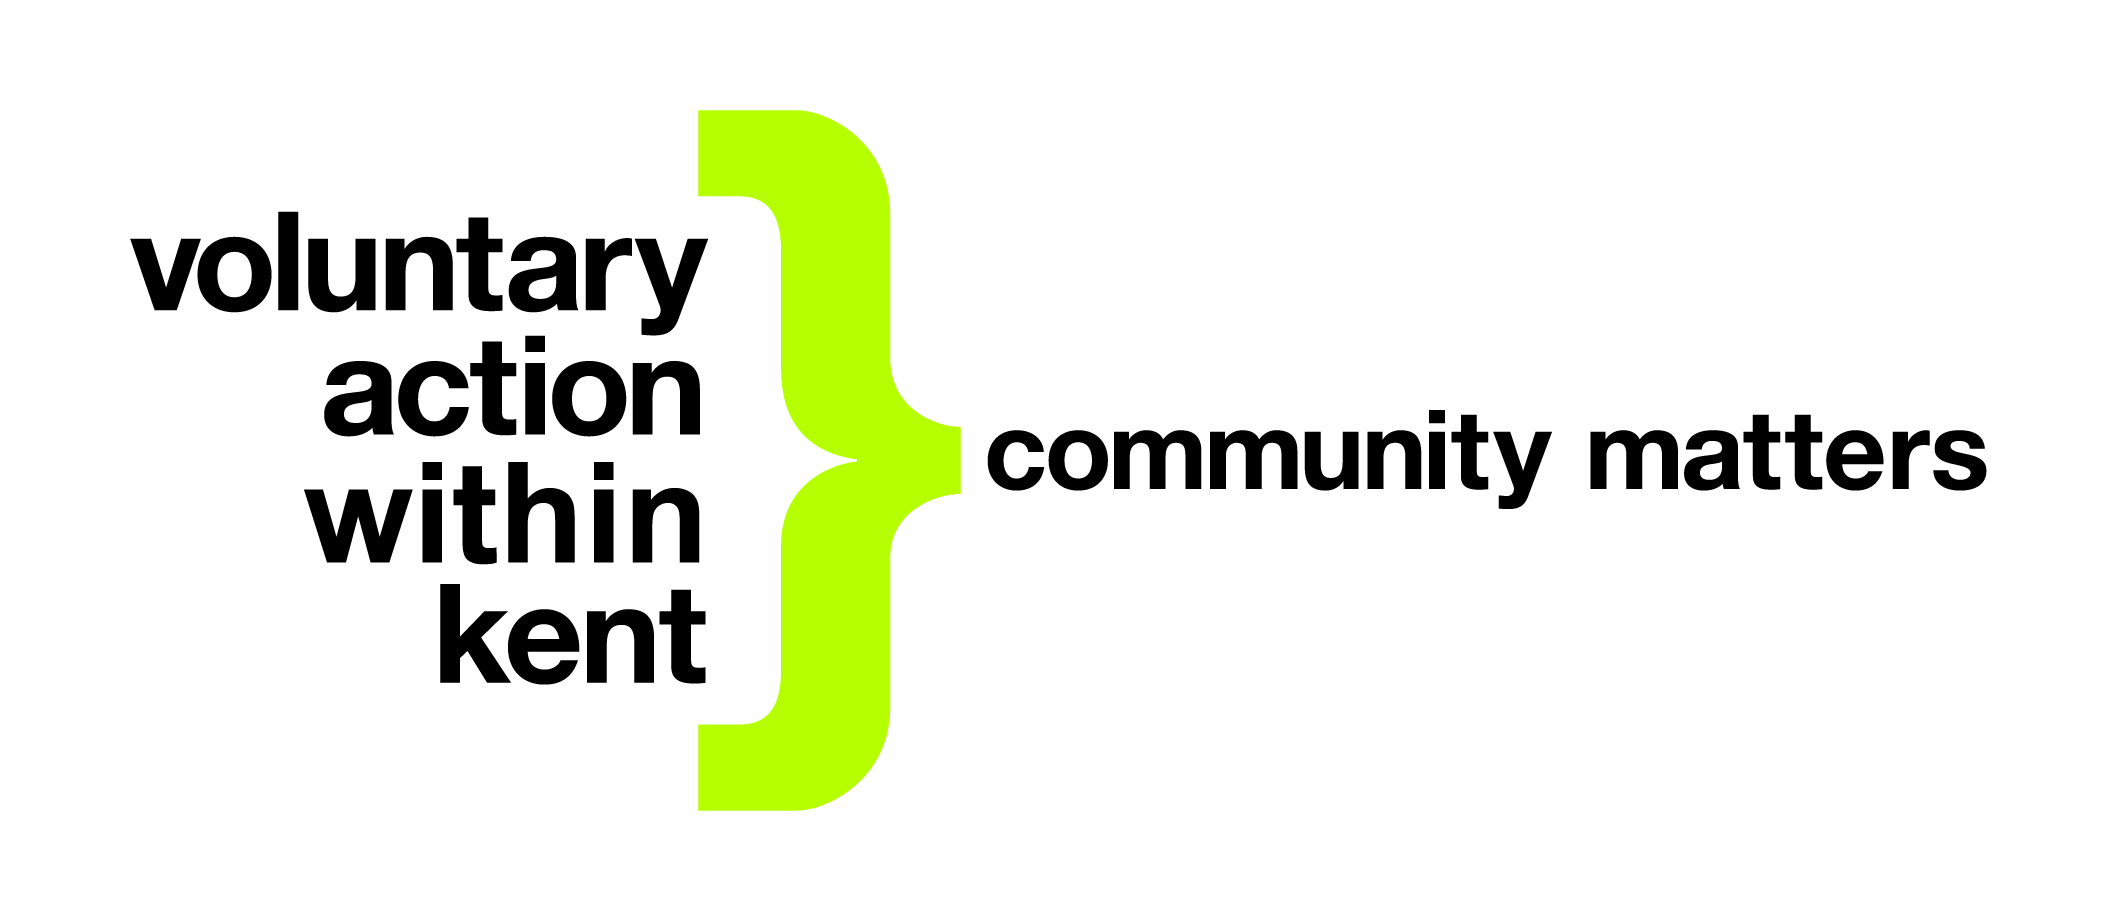 voluntary
action
within
kent
community matters